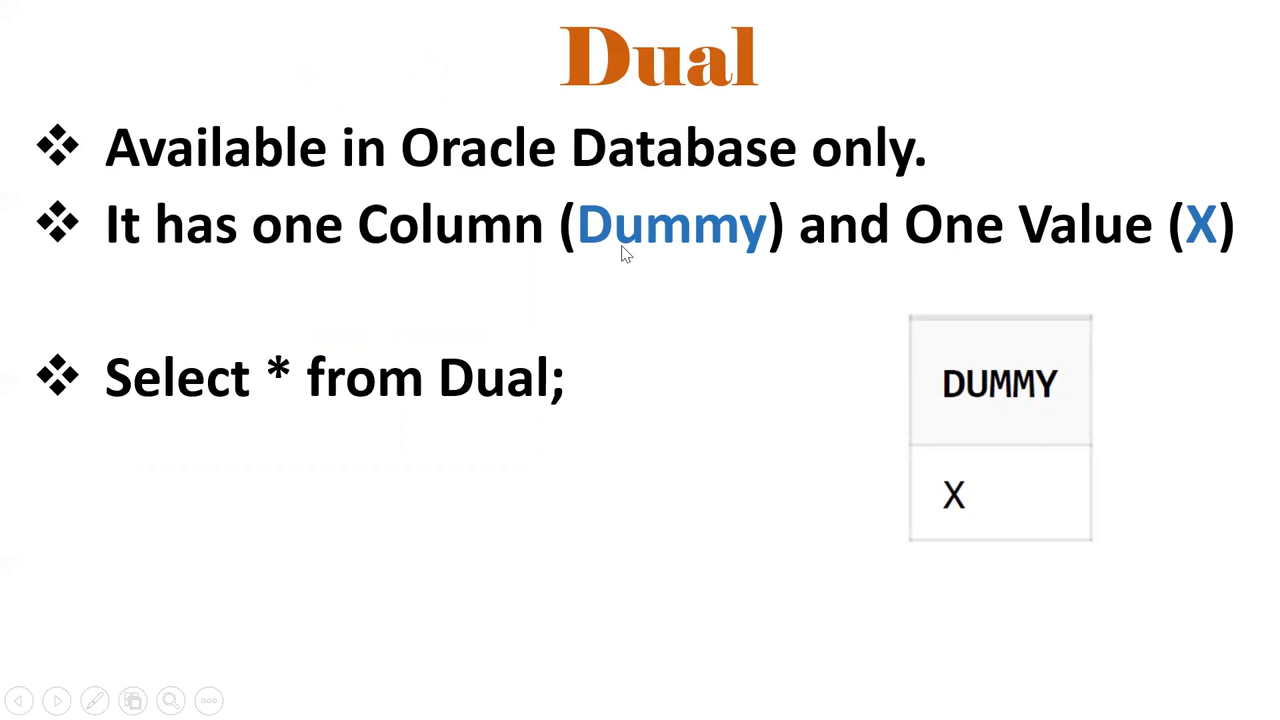 Dual
Available in Oracle Database only.
It has one Column (Dummy) and One Value (X)
Select * from Dual;
DUMMY
X